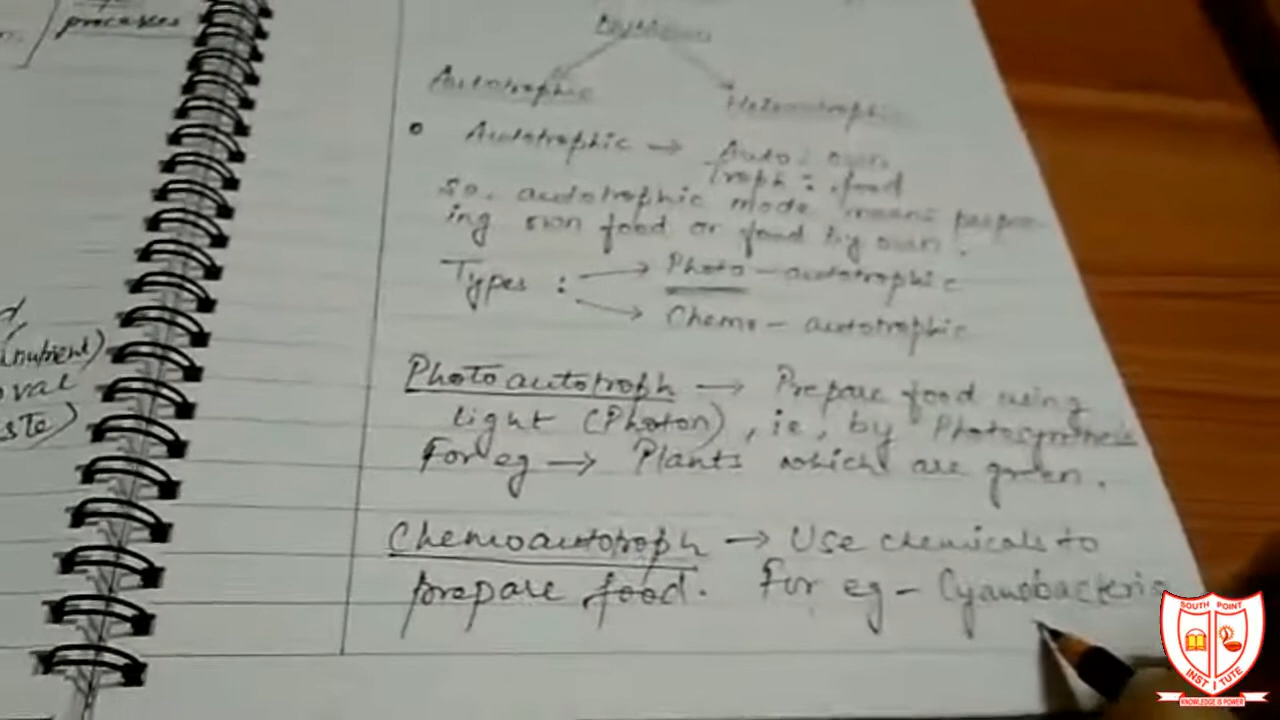 processes
Autotrophic
Heterotrophic
Autotrophic → Auto : own
Troph : food
so, autotrophic mode means prepar-
ing own food or food by own.
Types : → Photo - autotrophic
→ Chemo - autotrophic
Photoautotroph → Prepare food using
light (Photon), ie, by Photosynthesis
For eg → Plants which are green.
Chemoautotroph → Use chemicals to
prepare food. For eg - Cyanobacteria
nutrient)
SOUTH POINT
INSTITUTE
KNOWLEDGE IS POWER